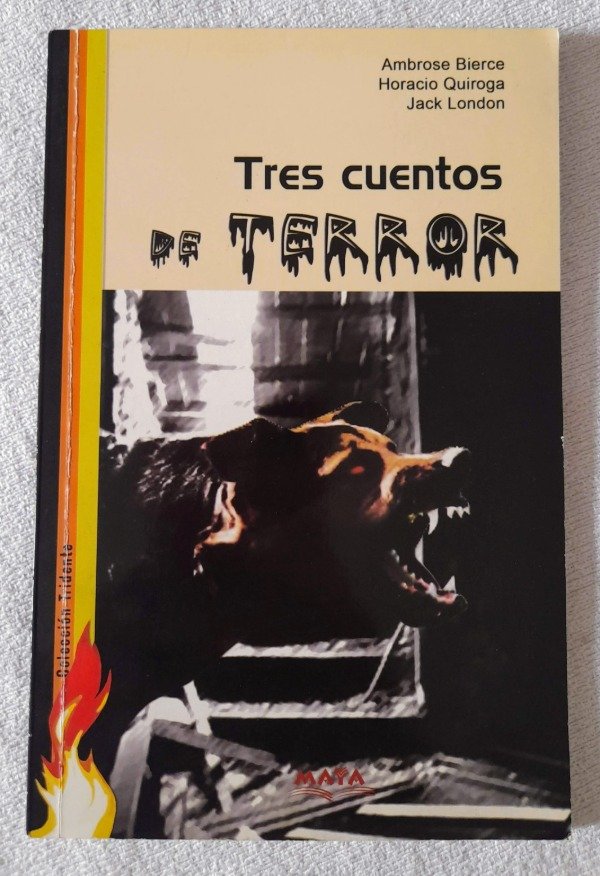 Ambrose Bierce
Horacio Quiroga
Jack London
Tres cuentos
DE TERROR
Colección Tridente
MAYA